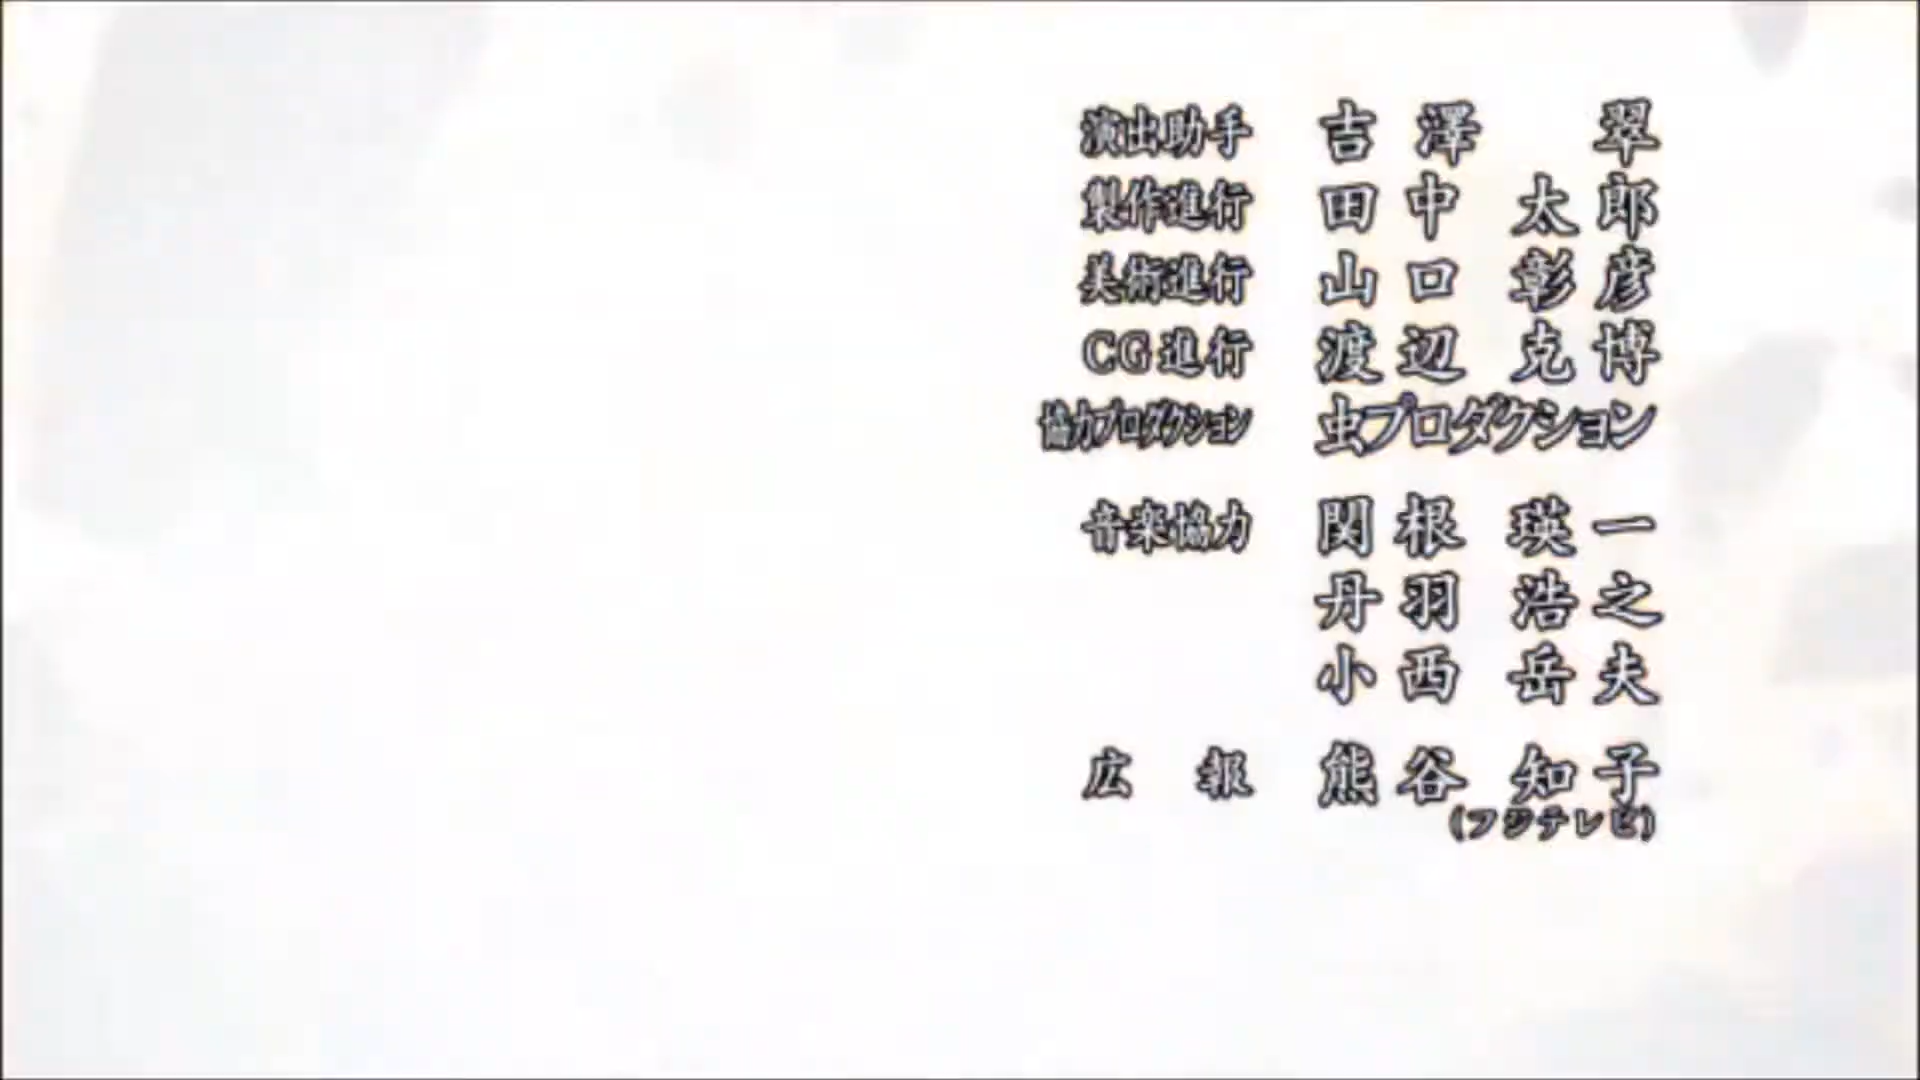 演出助手 吉澤 翠
製作進行 田中 太郎
美術進行 山口 彰彦
CG進行 渡辺 克博
協力プロダクション 虫プロダクション
音楽協力 関根 瑛一
丹羽 浩之
小西 岳夫
広報 熊谷 知子
(フジテレビ)